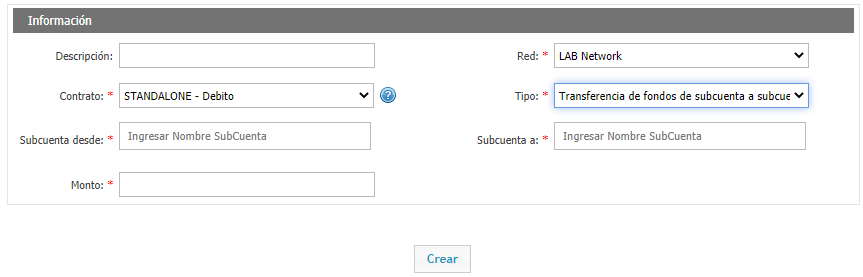 Información
Descripción:
Red: * LAB Network
Contrato: * STANDALONE - Debito ?
Tipo: * Transferencia de fondos de subcuenta a subcue
Subcuenta desde: * Ingresar Nombre SubCuenta
Subcuenta a: * Ingresar Nombre SubCuenta
Monto: *
Crear